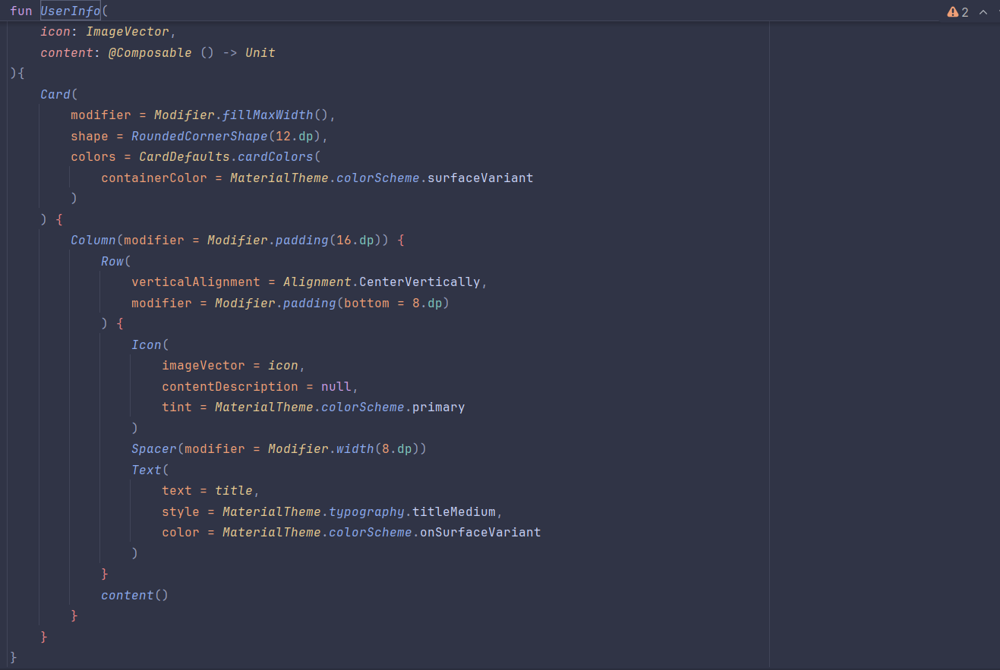 fun UserInfo(
2
    icon: ImageVector,
    content: @Composable () -> Unit
){
    Card(
        modifier = Modifier.fillMaxWidth(),
        shape = RoundedCornerShape(12.dp),
        colors = CardDefaults.cardColors(
            containerColor = MaterialTheme.colorScheme.surfaceVariant
        )
    ) {
        Column(modifier = Modifier.padding(16.dp)) {
            Row(
                verticalAlignment = Alignment.CenterVertically,
                modifier = Modifier.padding(bottom = 8.dp)
            ) {
                Icon(
                    imageVector = icon,
                    contentDescription = null,
                    tint = MaterialTheme.colorScheme.primary
                )
                Spacer(modifier = Modifier.width(8.dp))
                Text(
                    text = title,
                    style = MaterialTheme.typography.titleMedium,
                    color = MaterialTheme.colorScheme.onSurfaceVariant
                )
            }
            content()
        }
    }
}